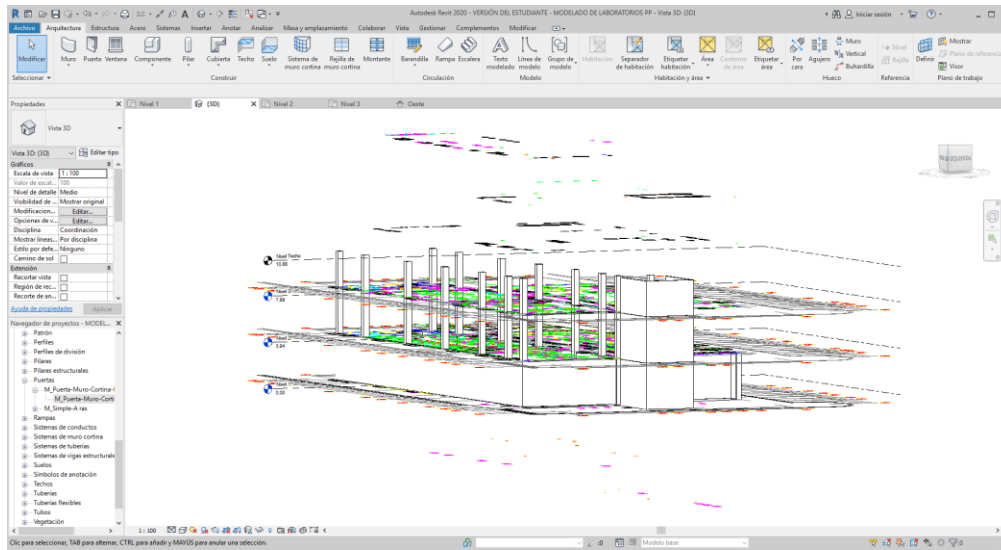 Autodesk Revit 2020 - VERSIÓN DEL ESTUDIANTE - MODELADO DE LABORATORIOS PP - Vista 3D: {3D}
Iniciar sesión
Archivo Arquitectura Estructura Acero Sistemas Insertar Anotar Analizar Masa y emplazamiento Colaborar Vista Gestionar Complementos Modificar
Modificar Muro Puerta Ventana Componente Pilar Cubierta Techo Suelo Sistema de muro cortina Rejilla de muro cortina Montante Barandilla Rampa Escalera Texto modelado Línea de modelo Grupo de modelo Habitación Separador de habitación Etiquetar habitación Área Contorno de área Etiquetar área Por cara Agujero Muro Vertical Buhardilla Nivel Rejilla Definir Mostrar Plano de referencia Visor
Seleccionar Construir Circulación Modelo Habitación y área Hueco Referencia Plano de trabajo
Propiedades
Nivel 1 {3D} Nivel 2 Nivel 3 Oeste
Vista 3D
Vista 3D: {3D} Editar tipo
Gráficos
Escala de vista 1 : 100
Valor de escal... 100
Nivel de detalle Medio
Visibilidad de ... Mostrar original
Modificacion... Editar...
Opciones de v... Editar...
Disciplina Coordinación
Mostrar líneas... Por disciplina
Estilo por defe... Ninguno
Camino de sol
Extensión
Recortar vista
Región de rec...
Recorte de an...
Ayuda de propiedades Aplicar
Navegador de proyectos - MODEL...
Patrón
Perfiles
Perfiles de división
Pilares
Pilares estructurales
Puertas
M_Puerta-Muro-Cortina-
M_Puerta-Muro-Corti
M_Simple-A ras
Rampas
Sistemas de conductos
Sistemas de muro cortina
Sistemas de tuberías
Sistemas de vigas estructurale
Suelos
Símbolos de anotación
Techos
Tuberías
Tuberías flexibles
Tubos
Vegetación
Nivel Techo
1 : 100
Clic para seleccionar, TAB para alternar, CTRL para añadir y MAYÚS para anular una selección.
:0 Modelo base :0